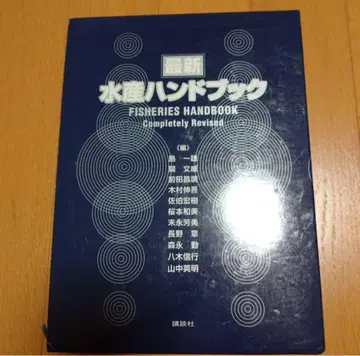 最新
水産ハンドブック
FISHERIES HANDBOOK
Completely Revised
〈編〉
島 一雄
關 文威
前田昌調
木村伸吾
佐伯宏樹
桜本和美
末永芳美
長野 章
森永 勤
八木信行
山中英明
講談社